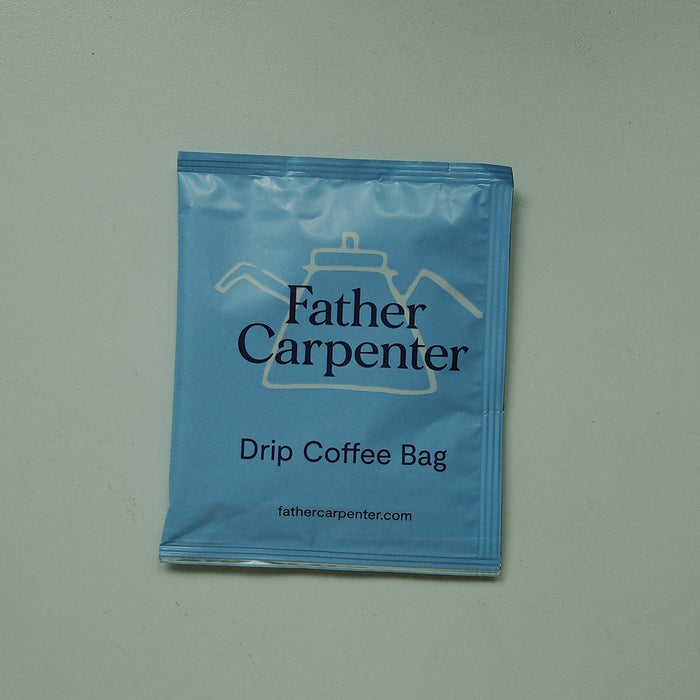 Father
Carpenter
Drip Coffee Bag
fathercarpenter.com